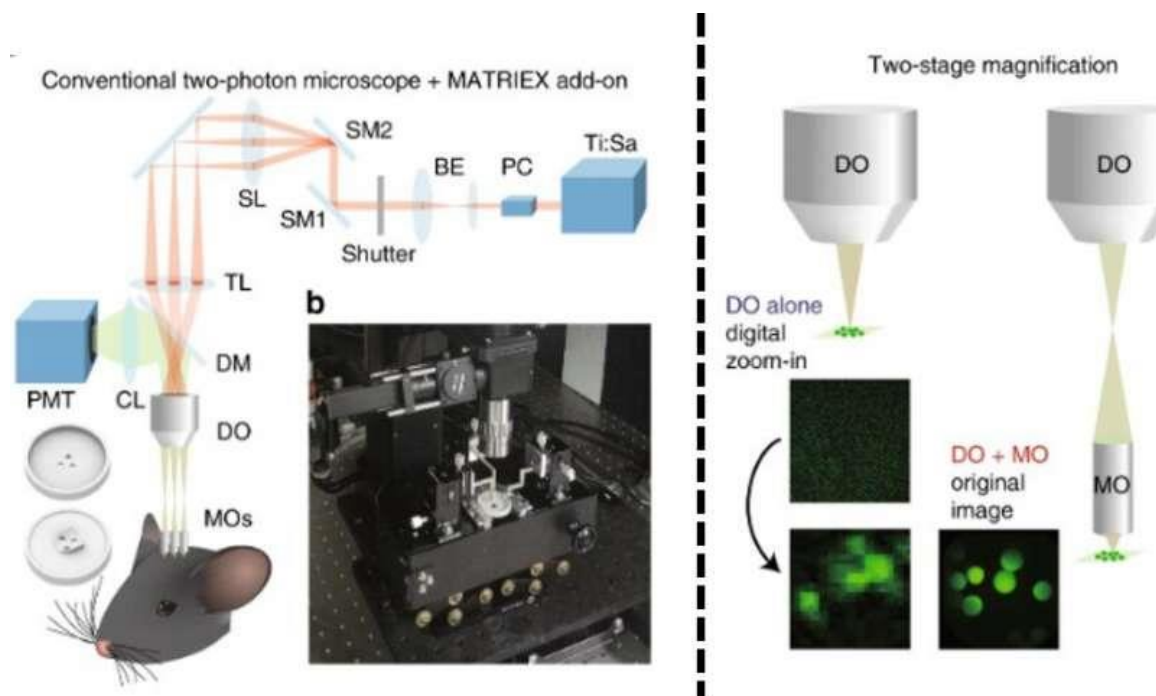 Conventional two-photon microscope + MATRIEX add-on
SM2
Ti:Sa
BE
PC
SL
SM1
Shutter
TL
b
DM
PMT
CL
DO
MOs
Two-stage magnification
DO
DO
DO alone
digital
zoom-in
DO + MO
original
image
MO